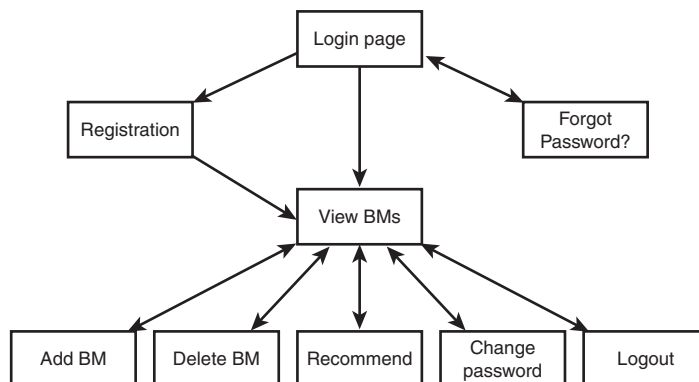 Login page
Registration
Forgot
Password?
View BMs
Add BM
Delete BM
Recommend
Change
password
Logout